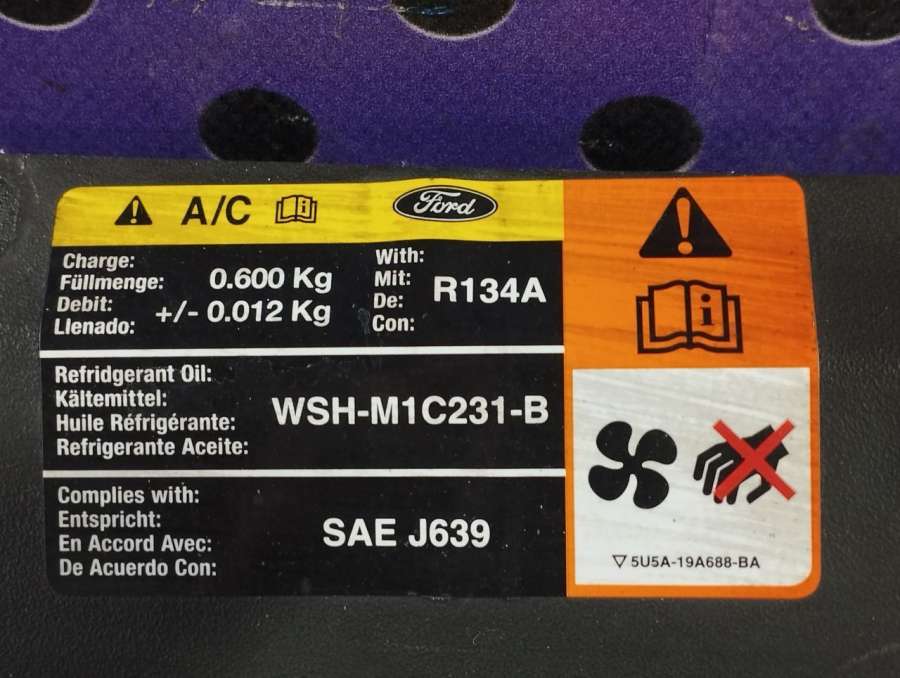 A/C
Ford
Charge:
Füllmenge:
Debit:
Llenado:
0.600 Kg
+/- 0.012 Kg
With:
Mit:
De:
Con:
R134A
Refridgerant Oil:
Kältemittel:
Huile Réfrigérante:
Refrigerante Aceite:
WSH-M1C231-B
Complies with:
Entspricht:
En Accord Avec:
De Acuerdo Con:
SAE J639
5U5A-19A688-BA